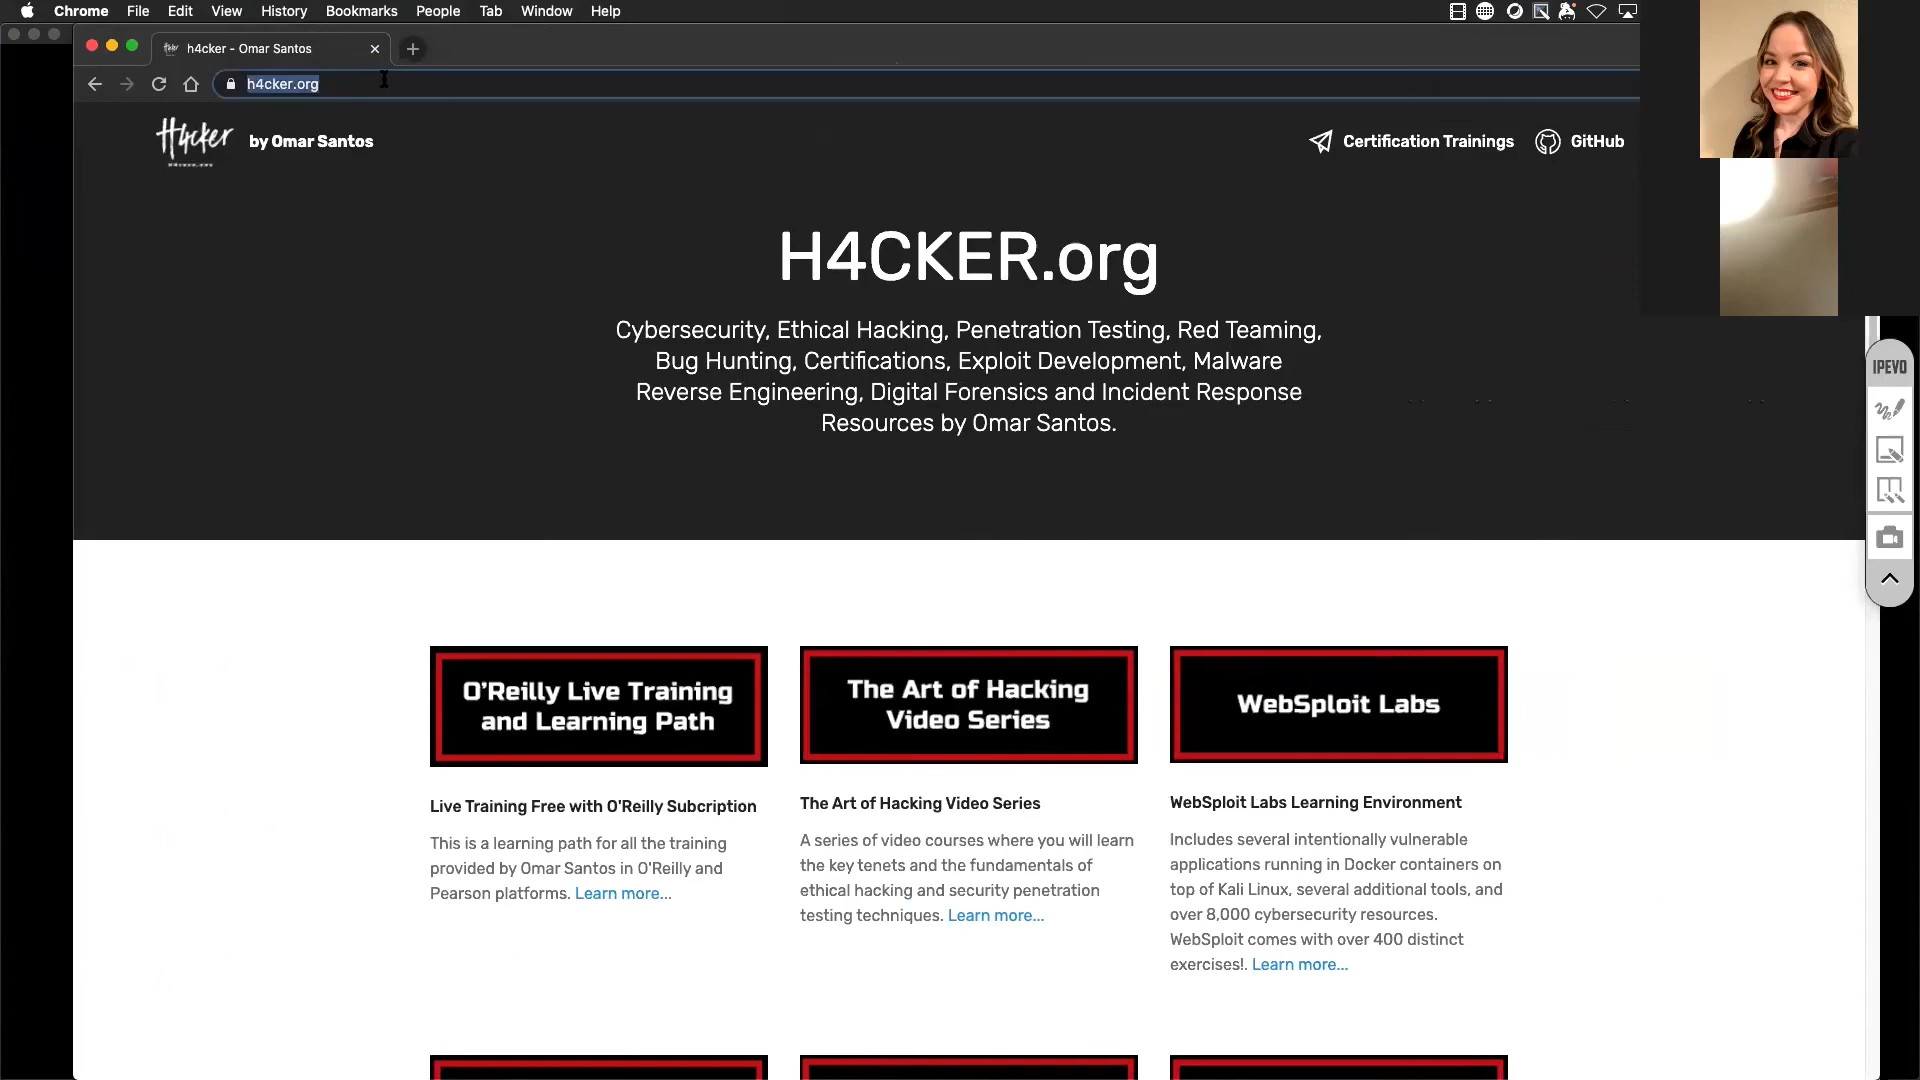 Chrome File Edit View History Bookmarks People Tab Window Help
h4cker - Omar Santos
h4cker.org
H4cker by Omar Santos
Certification Trainings GitHub
H4CKER.org
Cybersecurity, Ethical Hacking, Penetration Testing, Red Teaming,
Bug Hunting, Certifications, Exploit Development, Malware
Reverse Engineering, Digital Forensics and Incident Response
Resources by Omar Santos.
IPEVO
O'Reilly Live Training
and Learning Path
Live Training Free with O'Reilly Subcription
This is a learning path for all the training
provided by Omar Santos in O'Reilly and
Pearson platforms. Learn more...
The Art of Hacking
Video Series
The Art of Hacking Video Series
A series of video courses where you will learn
the key tenets and the fundamentals of
ethical hacking and security penetration
testing techniques. Learn more...
WebSploit Labs
WebSploit Labs Learning Environment
Includes several intentionally vulnerable
applications running in Docker containers on
top of Kali Linux, several additional tools, and
over 8,000 cybersecurity resources.
WebSploit comes with over 400 distinct
exercises!. Learn more...